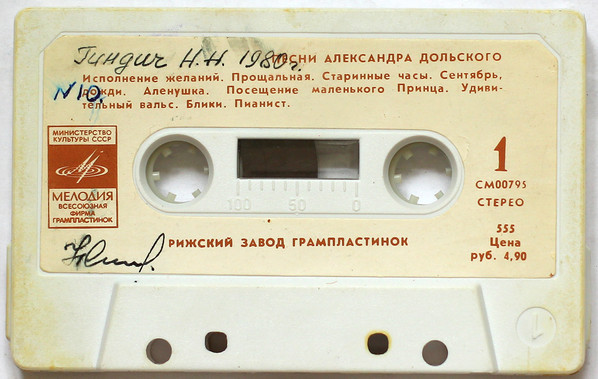 Гиндич Н.Н. 1980г. ПЕСНИ АЛЕКСАНДРА ДОЛЬСКОГО
Исполнение желаний. Прощальная. Старинные часы. Сентябрь,
дожди. Аленушка. Посещение маленького Принца. Удиви-
N10. тельный вальс. Блики. Пианист.
МИНИСТЕРСТВО
КУЛЬТУРЫ СССР
МЕЛОДИЯ
ВСЕСОЮЗНАЯ
ФИРМА
ГРАМПЛАСТИНОК
100 50 0
1
СМ00795
СТЕРЕО
РИЖСКИЙ ЗАВОД ГРАМПЛАСТИНОК
555
Цена
руб. 4,90
1